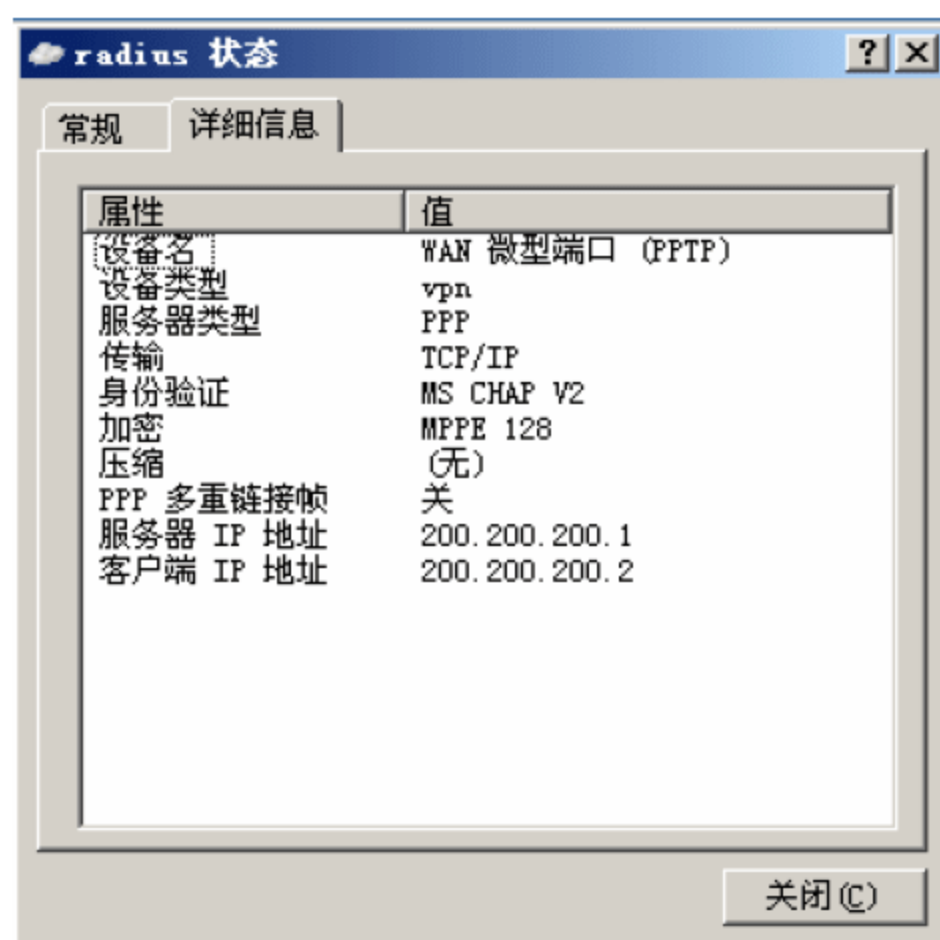 radius 状态
常规 详细信息
属性 值
设备名 WAN 微型端口 (PPTP)
设备类型 vpn
服务器类型 PPP
传输 TCP/IP
身份验证 MS CHAP V2
加密 MPPE 128
压缩 (无)
PPP 多重链接帧 关
服务器 IP 地址 200.200.200.1
客户端 IP 地址 200.200.200.2
关闭(C)